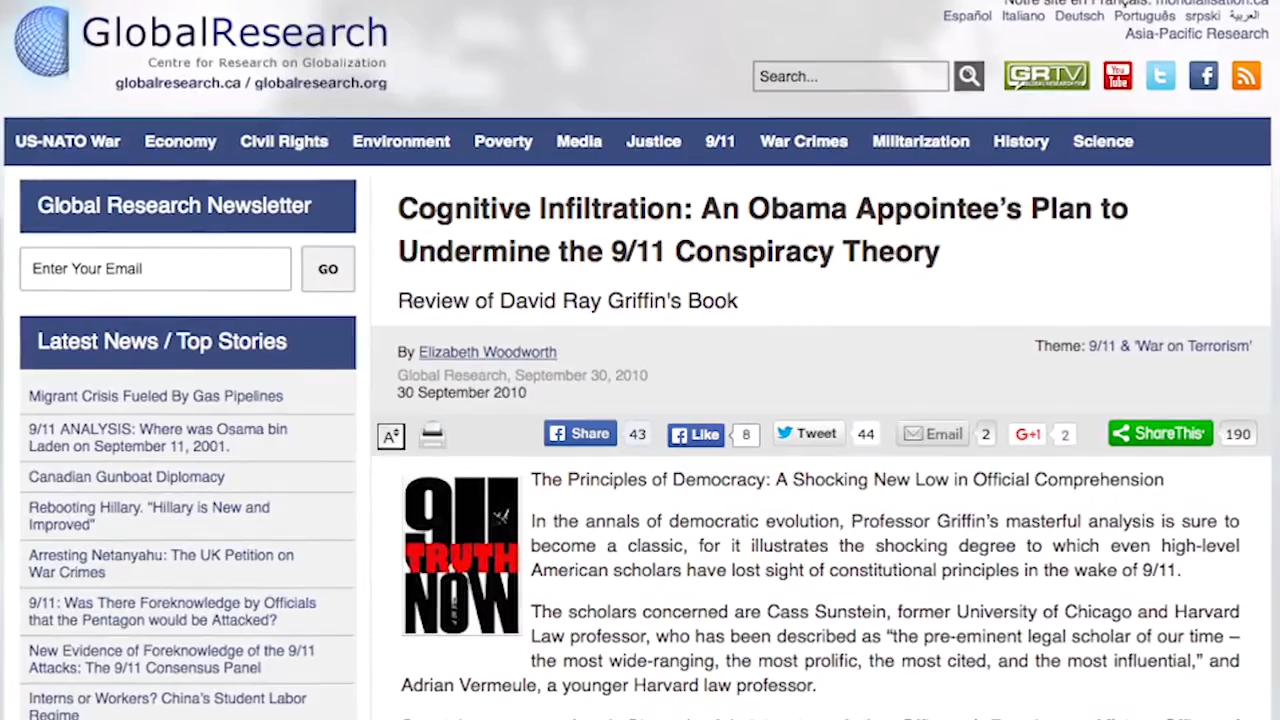 Notre site en Français: mondialisation.ca
Español Italiano Deutsch Português srpski العربية
Asia-Pacific Research
GlobalResearch
Centre for Research on Globalization
globalresearch.ca / globalresearch.org
Search...
GRTV
You Tube
US-NATO War Economy Civil Rights Environment Poverty Media Justice 9/11 War Crimes Militarization History Science
Global Research Newsletter
Enter Your Email GO
Latest News / Top Stories
Migrant Crisis Fueled By Gas Pipelines
9/11 ANALYSIS: Where was Osama bin
Laden on September 11, 2001.
Canadian Gunboat Diplomacy
Rebooting Hillary. "Hillary is New and
Improved"
Arresting Netanyahu: The UK Petition on
War Crimes
9/11: Was There Foreknowledge by Officials
that the Pentagon would be Attacked?
New Evidence of Foreknowledge of the 9/11
Attacks: The 9/11 Consensus Panel
Interns or Workers? China's Student Labor
Regime
Cognitive Infiltration: An Obama Appointee's Plan to
Undermine the 9/11 Conspiracy Theory
Review of David Ray Griffin's Book
By Elizabeth Woodworth
Theme: 9/11 & 'War on Terrorism'
Global Research, September 30, 2010
30 September 2010
Share 43 Like 8 Tweet 44 Email 2 G+1 2 ShareThis 190
911
TRUTH
NOW
The Principles of Democracy: A Shocking New Low in Official Comprehension
In the annals of democratic evolution, Professor Griffin's masterful analysis is sure to
become a classic, for it illustrates the shocking degree to which even high-level
American scholars have lost sight of constitutional principles in the wake of 9/11.
The scholars concerned are Cass Sunstein, former University of Chicago and Harvard
Law professor, who has been described as "the pre-eminent legal scholar of our time –
the most wide-ranging, the most prolific, the most cited, and the most influential," and
Adrian Vermeule, a younger Harvard law professor.